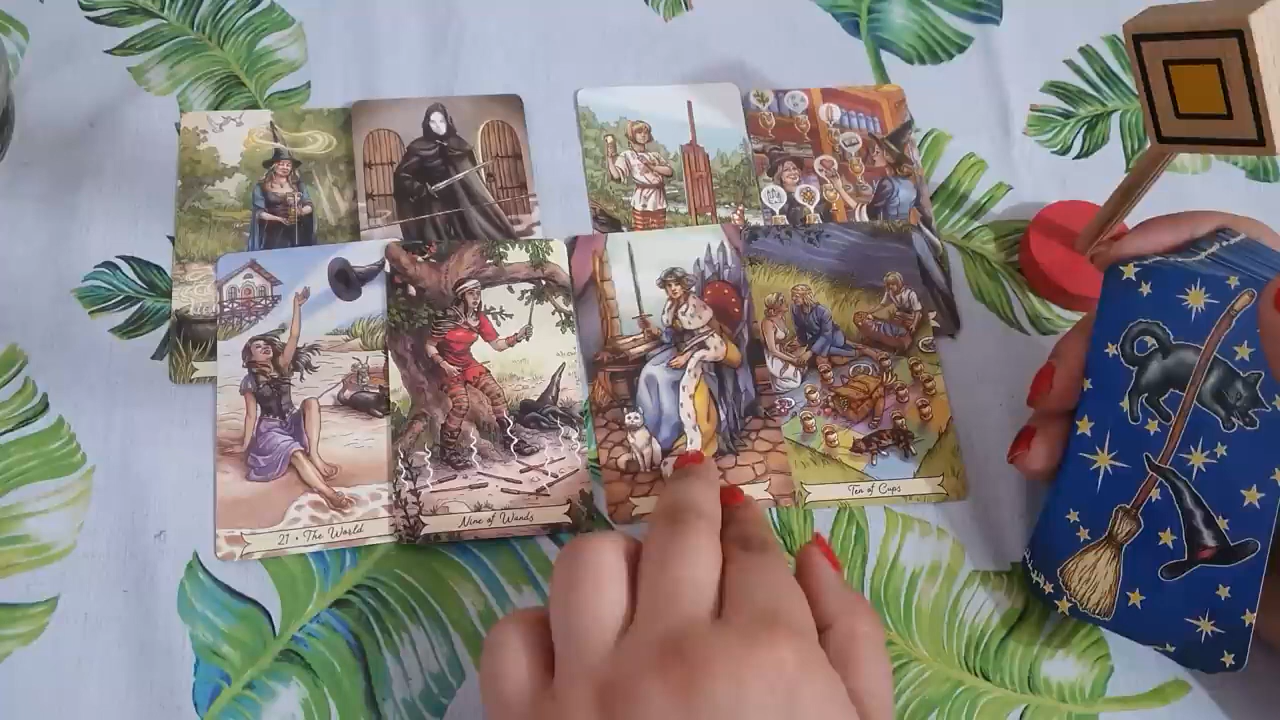 21 • The World
Nine of Wands
Ten of Cups